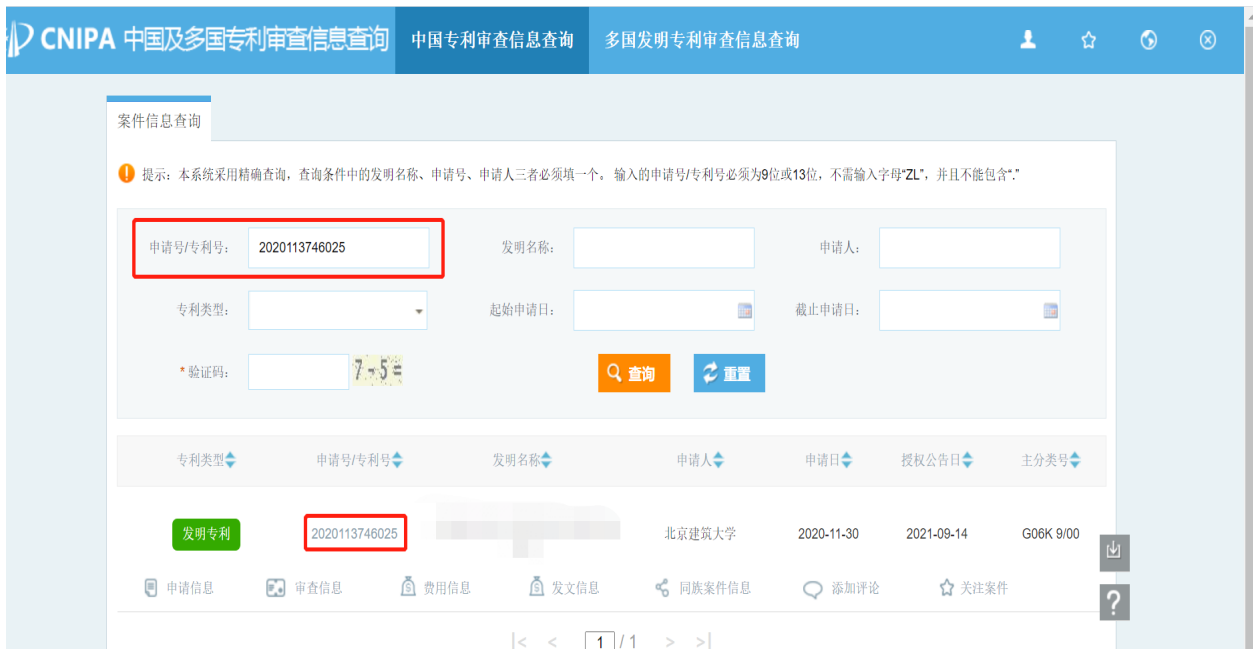 CNIPA 中国及多国专利审查信息查询 中国专利审查信息查询 多国发明专利审查信息查询
案件信息查询
提示：本系统采用精确查询，查询条件中的发明名称、申请号、申请人三者必须填一个。 输入的申请号/专利号必须为9位或13位，不需输入字母“ZL”，并且不能包含“.”
申请号/专利号： 2020113746025 发明名称： 申请人：
专利类型： 起始申请日： 截止申请日：
*验证码： 7-5= 查询 重置
专利类型 申请号/专利号 发明名称 申请人 申请日 授权公告日 主分类号
发明专利 2020113746025 北京建筑大学 2020-11-30 2021-09-14 G06K 9/00
申请信息 审查信息 费用信息 发文信息 同族案件信息 添加评论 关注案件
|< < 1 / 1 > >|
?